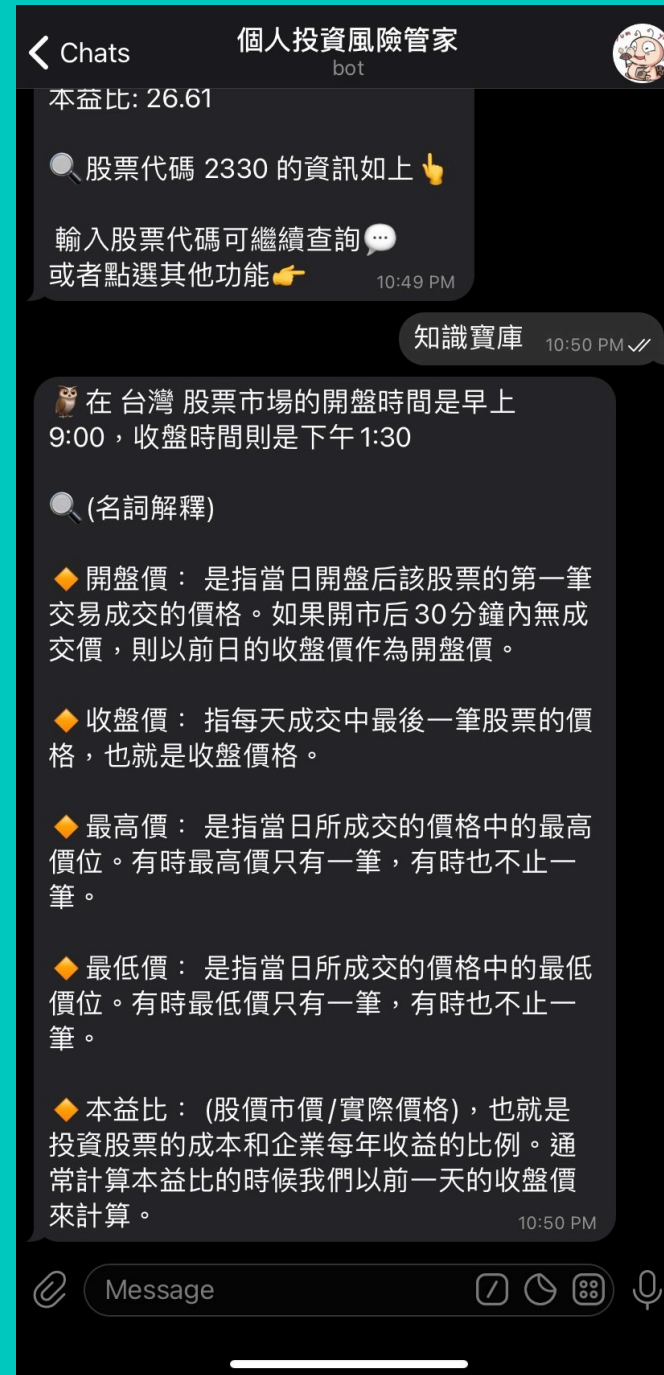 Chats
個人投資風險管家
bot
本益比: 26.61
🔍股票代碼 2330 的資訊如上👆
輸入股票代碼可繼續查詢💬
或者點選其他功能👉
10:49 PM
知識寶庫
10:50 PM
🦉在 台灣 股票市場的開盤時間是早上
9:00，收盤時間則是下午1:30
🔍(名詞解釋)
🔶開盤價： 是指當日開盤后該股票的第一筆
交易成交的價格。如果開市后30分鐘內無成
交價，則以前日的收盤價作為開盤價。
🔶收盤價： 指每天成交中最後一筆股票的價
格，也就是收盤價格。
🔶最高價： 是指當日所成交的價格中的最高
價位。有時最高價只有一筆，有時也不止一
筆。
🔶最低價： 是指當日所成交的價格中的最低
價位。有時最低價只有一筆，有時也不止一
筆。
🔶本益比： (股價市價/實際價格)，也就是
投資股票的成本和企業每年收益的比例。通
常計算本益比的時候我們以前一天的收盤價
來計算。
10:50 PM
Message